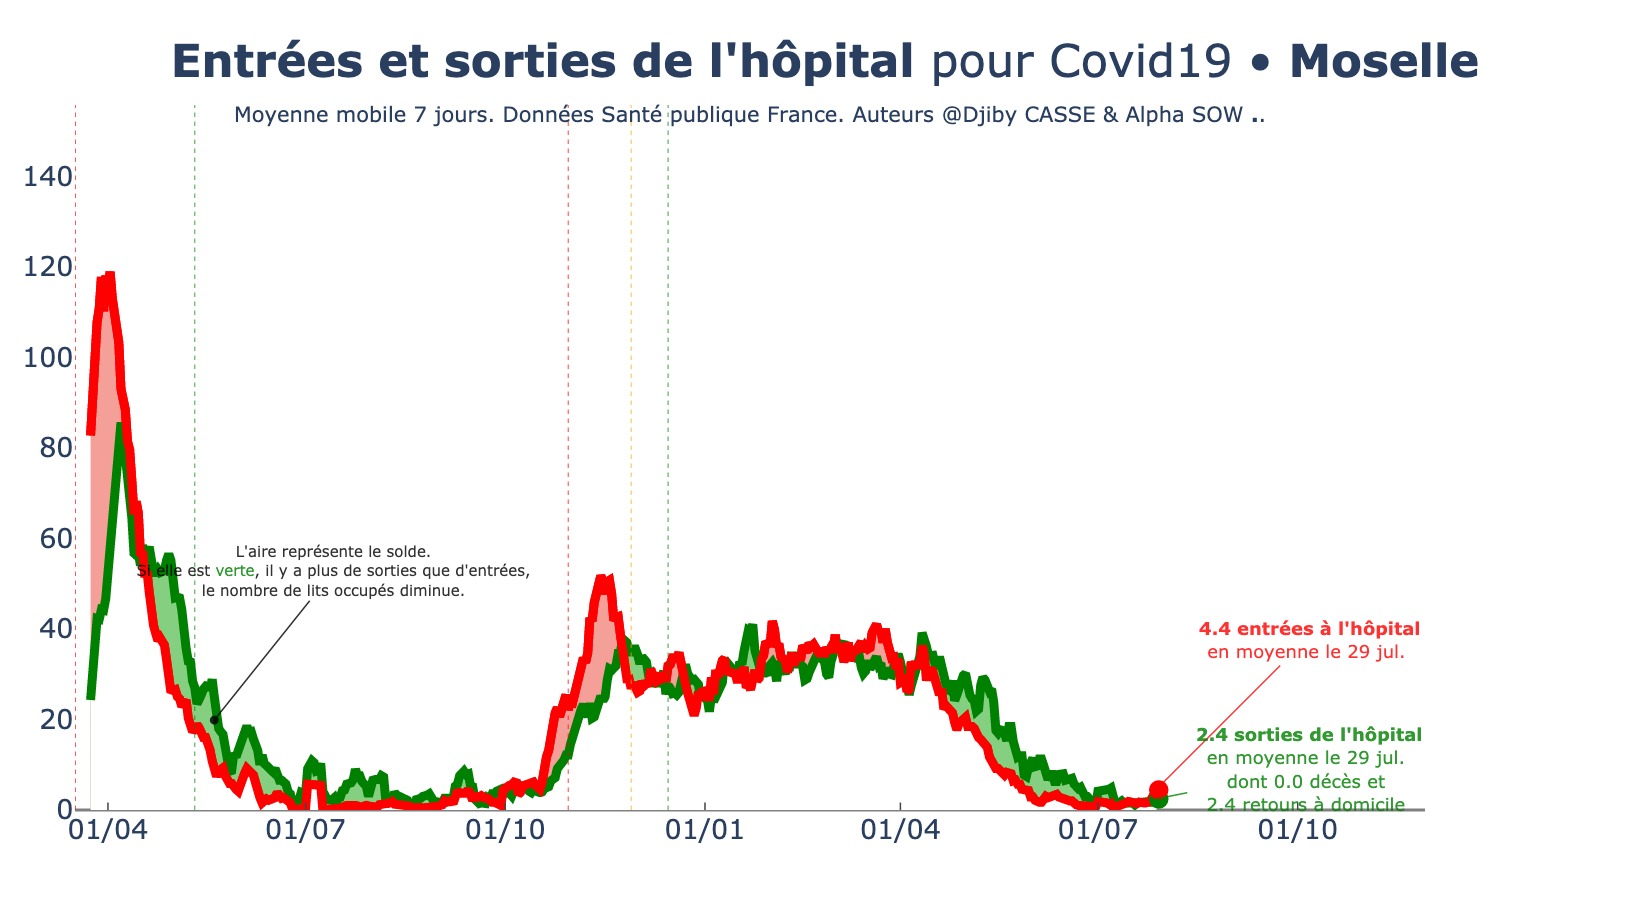 Entrées et sorties de l'hôpital pour Covid19 • Moselle
Moyenne mobile 7 jours. Données Santé publique France. Auteurs @Djiby CASSE & Alpha SOW ..
140
120
100
80
60
40
20
0
L'aire représente le solde.
Si elle est verte, il y a plus de sorties que d'entrées,
le nombre de lits occupés diminue.
4.4 entrées à l'hôpital
en moyenne le 29 jul.
2.4 sorties de l'hôpital
en moyenne le 29 jul.
dont 0.0 décès et
2.4 retours à domicile
01/04 01/07 01/10 01/01 01/04 01/07 01/10